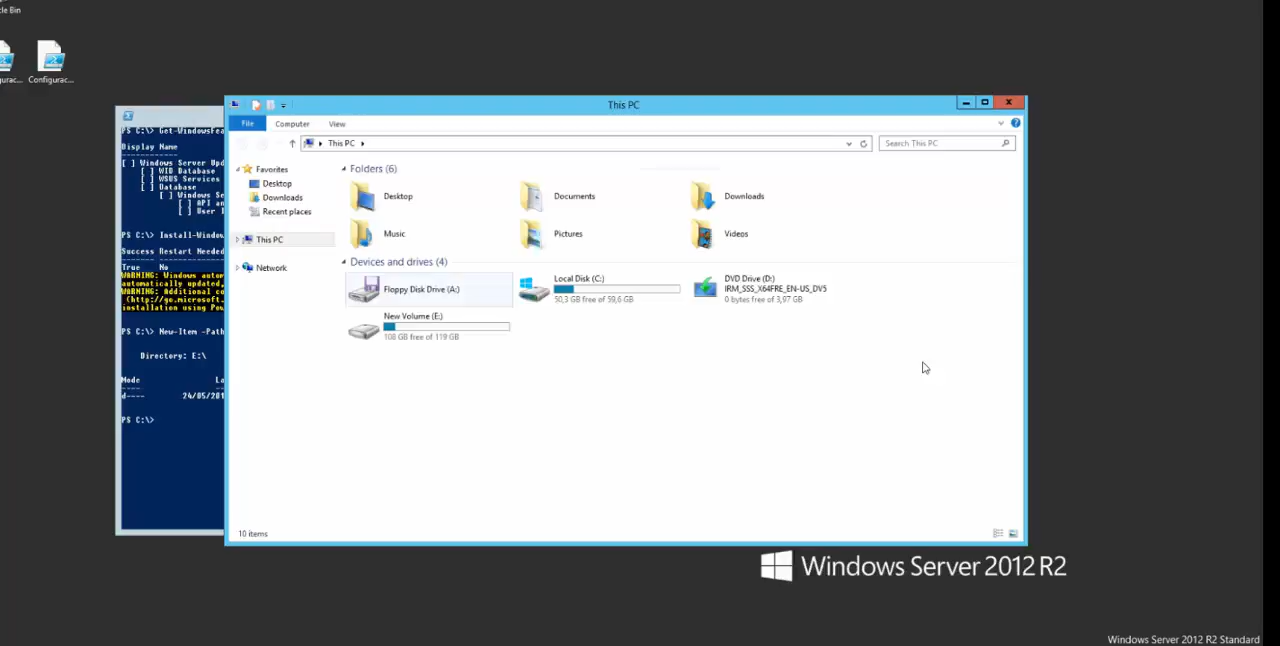 Bin
Configurac...
This PC
File Computer View
This PC
Search This PC
Favorites
Desktop
Downloads
Recent places
This PC
Network
Folders (6)
Desktop
Documents
Downloads
Music
Pictures
Videos
Devices and drives (4)
Floppy Disk Drive (A:)
Local Disk (C:)
50,3 GB free of 59,6 GB
DVD Drive (D:)
IRM_SSS_X64FRE_EN-US_DV5
0 bytes free of 3,97 GB
New Volume (E:)
108 GB free of 119 GB
10 items
PS C:\> Get-WindowsFea
Display Name
------------
[ ] Windows Server Upd
[ ] WID Database
[ ] WSUS Services
[ ] Database
[ ] Windows Se
[ ] API an
[ ] User I
PS C:\> Install-Window
Success Restart Needed
True No
WARNING: Windows autom
automatically updated,
WARNING: Additional co
(http://go.microsoft.
installation using Pow
PS C:\> New-Item -Path
Directory: E:\
Mode La
d---- 24/05/201
PS C:\>
Windows Server 2012 R2
Windows Server 2012 R2 Standard